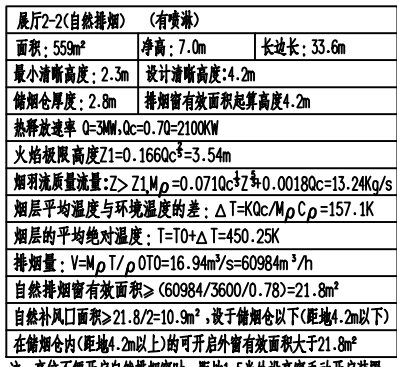 展厅2-2(自然排烟) (有喷淋)
面积: 559m² 净高: 7.0m 长边长: 33.6m
最小清晰高度: 2.3m 设计清晰高度:4.2m
储烟仓厚度: 2.8m 排烟窗有效面积起算高度4.2m
热释放速率 Q=3MW,Qc=0.7Q=2100KW
火焰极限高度Z1=0.166Qc^(2/5)=3.54m
烟羽流质量流量:Z>Z1,Mρ=0.071Qc^(1/3)Z^(5/3)+0.0018Qc=13.24Kg/s
烟层平均温度与环境温度的差: ΔT=KQc/MρCρ=157.1K
烟层的平均绝对温度: T=T0+ΔT=450.25K
排烟量: V=MρT/ρ0T0=16.94m³/s=60984m³/h
自然排烟窗有效面积≥(60984/3600/0.78)=21.8m²
自然补风口面积≥21.8/2=10.9m²,设于储烟仓以下(距地4.2m以下)
在储烟仓内(距地4.2m以上)的可开启外窗有效面积大于21.8m²